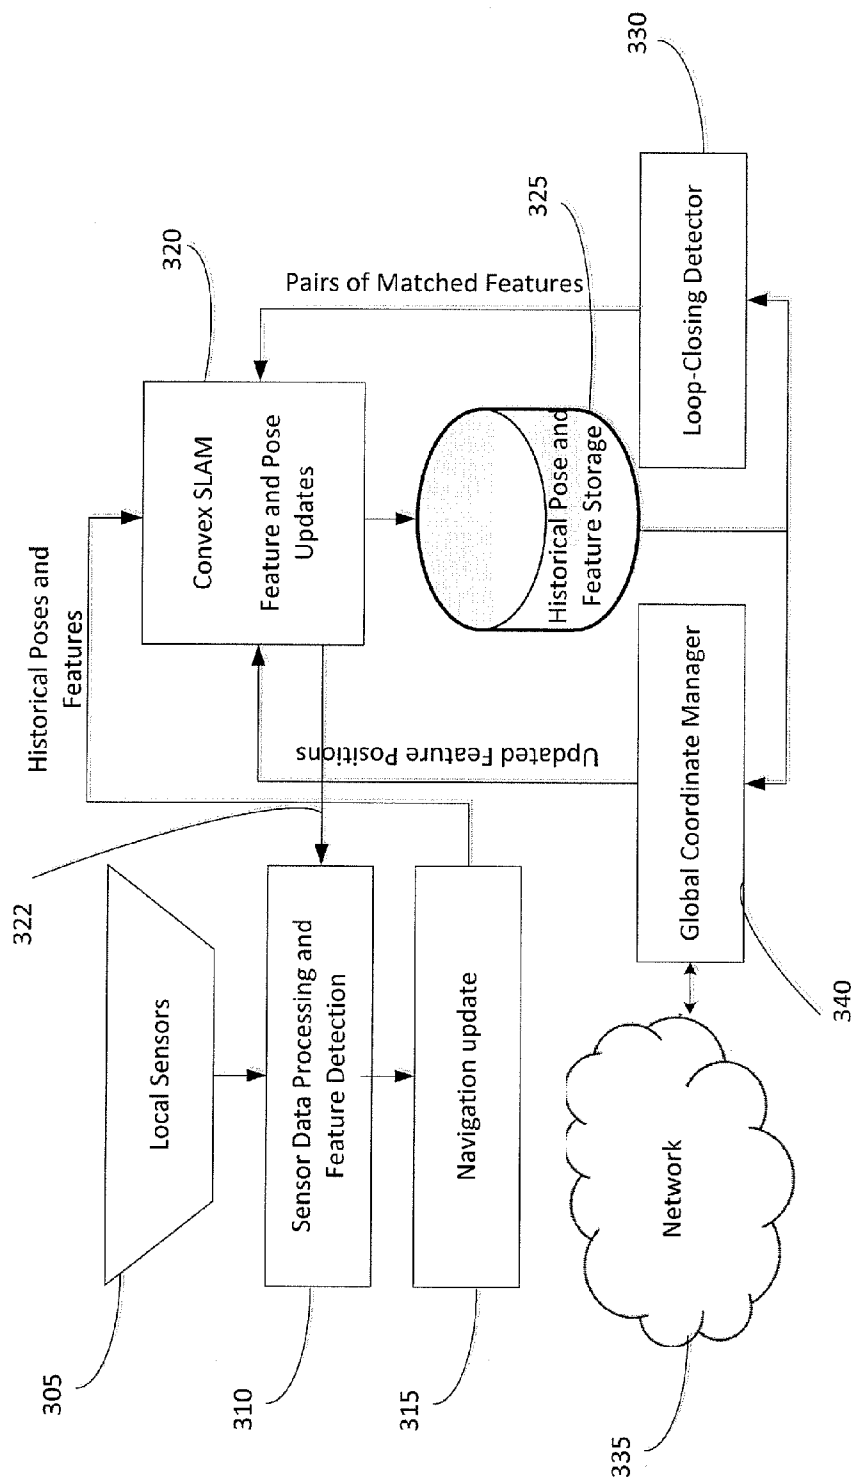 Historical Poses and
Features
320
322
305
Local Sensors
Convex SLAM
Feature and Pose
Updates
310
Sensor Data Processing and
Feature Detection
Pairs of Matched Features
325
Updated Feature Positions
Historical Pose and
Feature Storage
315
Navigation update
330
Loop-Closing Detector
Global Coordinate Manager
Network
335
340